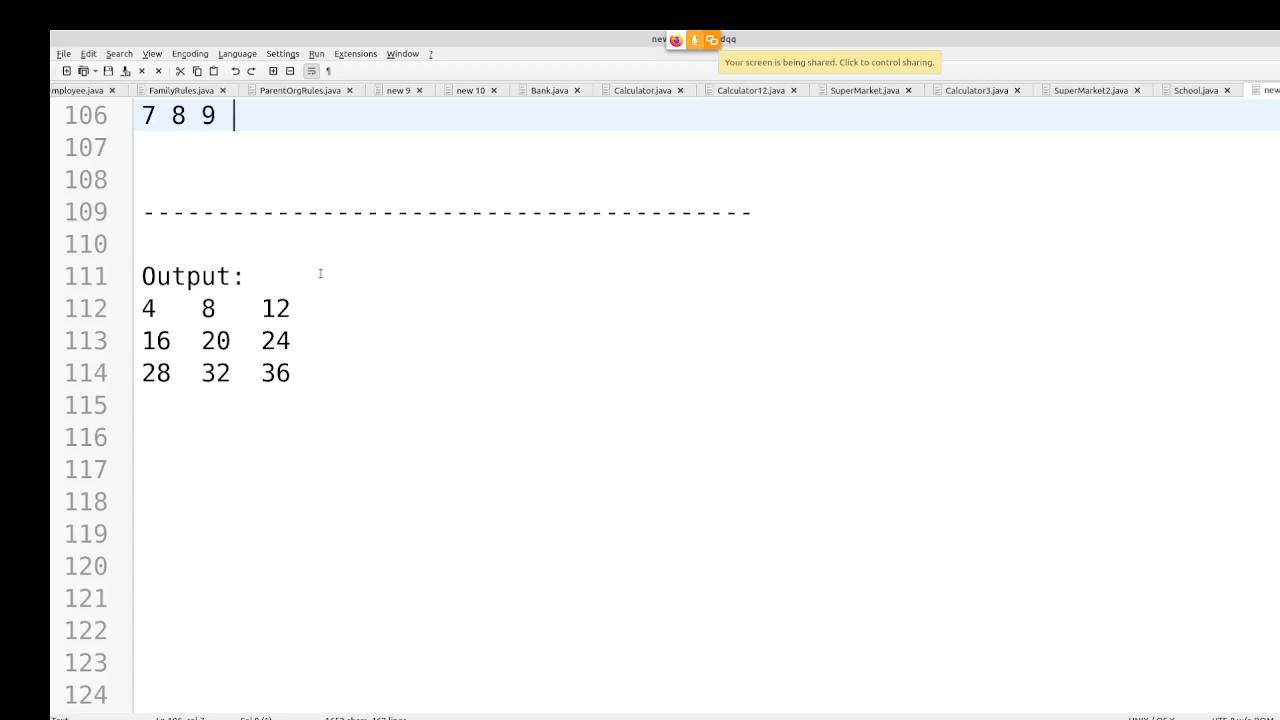 new dqq
File Edit Search View Encoding Language Settings Run Extensions Window ?
Your screen is being shared. Click to control sharing.
mployee.java FamilyRules.java ParentOrgRules.java new 9 new 10 Bank.java Calculator.java Calculator12.java SuperMarket.java Calculator3.java SuperMarket2.java School.java new
106 7 8 9
107
108
109 -----------------------------------------
110
111 Output:
112 4 8 12
113 16 20 24
114 28 32 36
115
116
117
118
119
120
121
122
123
124